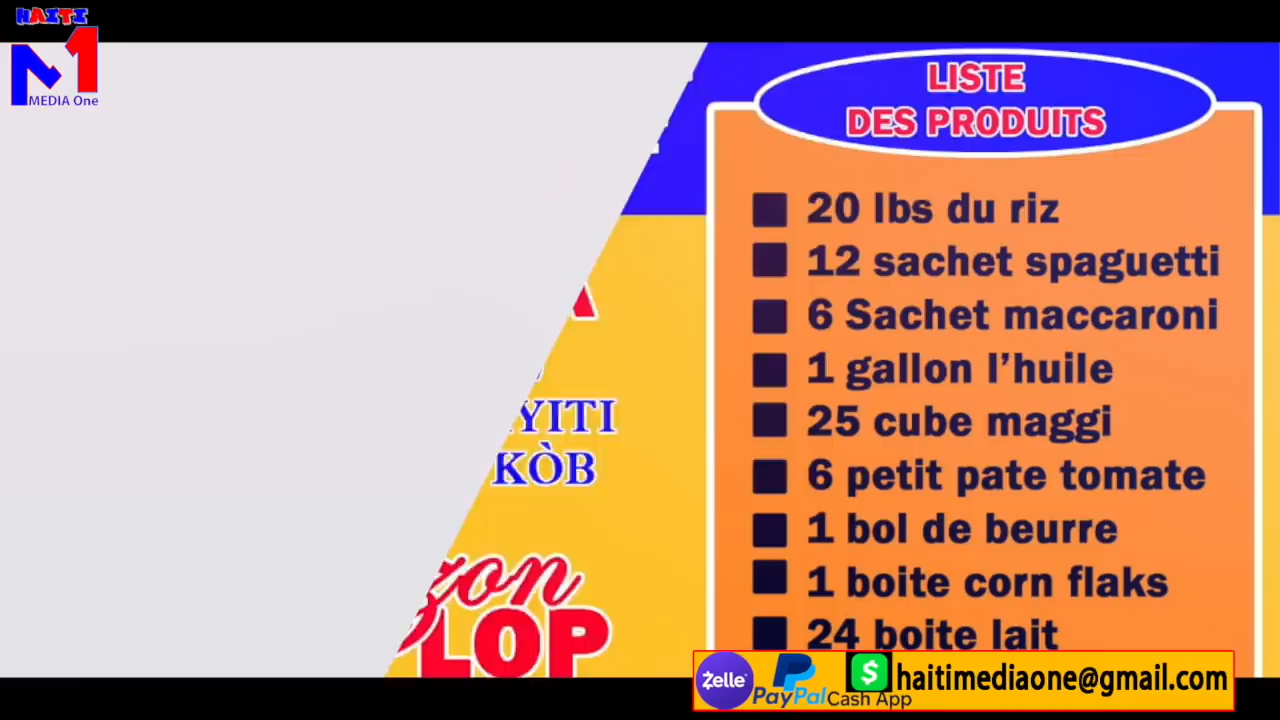 HAITI
M1
MEDIA One
LISTE
DES PRODUITS
20 lbs du riz
12 sachet spaguetti
6 Sachet maccaroni
1 gallon l’huile
25 cube maggi
6 petit pate tomate
1 bol de beurre
1 boite corn flaks
24 boite lait
YITI
KÒB
zon
LOP
Zelle
PayPal
$
Cash App
haitimediaone@gmail.com